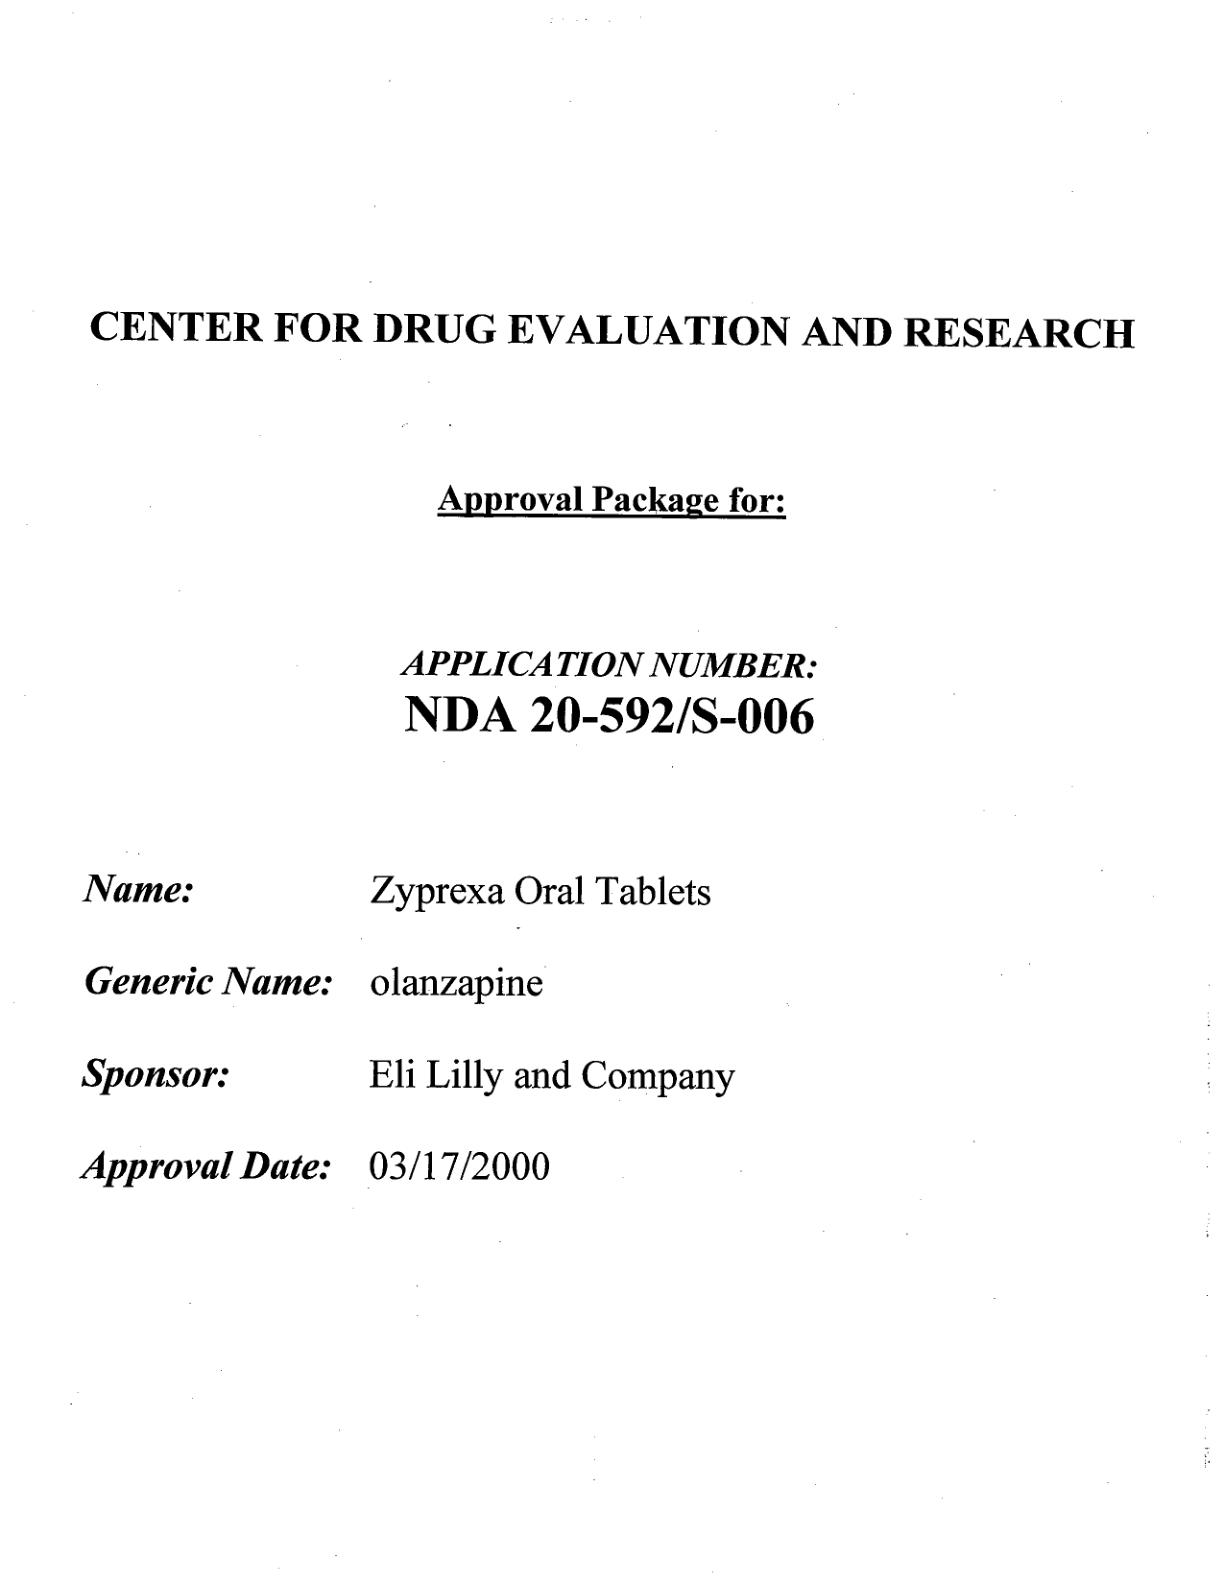 CENTER FOR DRUG EVALUATION AND RESEARCH
Approval Package for:
APPLICATION NUMBER:
NDA 20-592/S-006
Name: Zyprexa Oral Tablets
Generic Name: olanzapine
Sponsor: Eli Lilly and Company
Approval Date: 03/17/2000